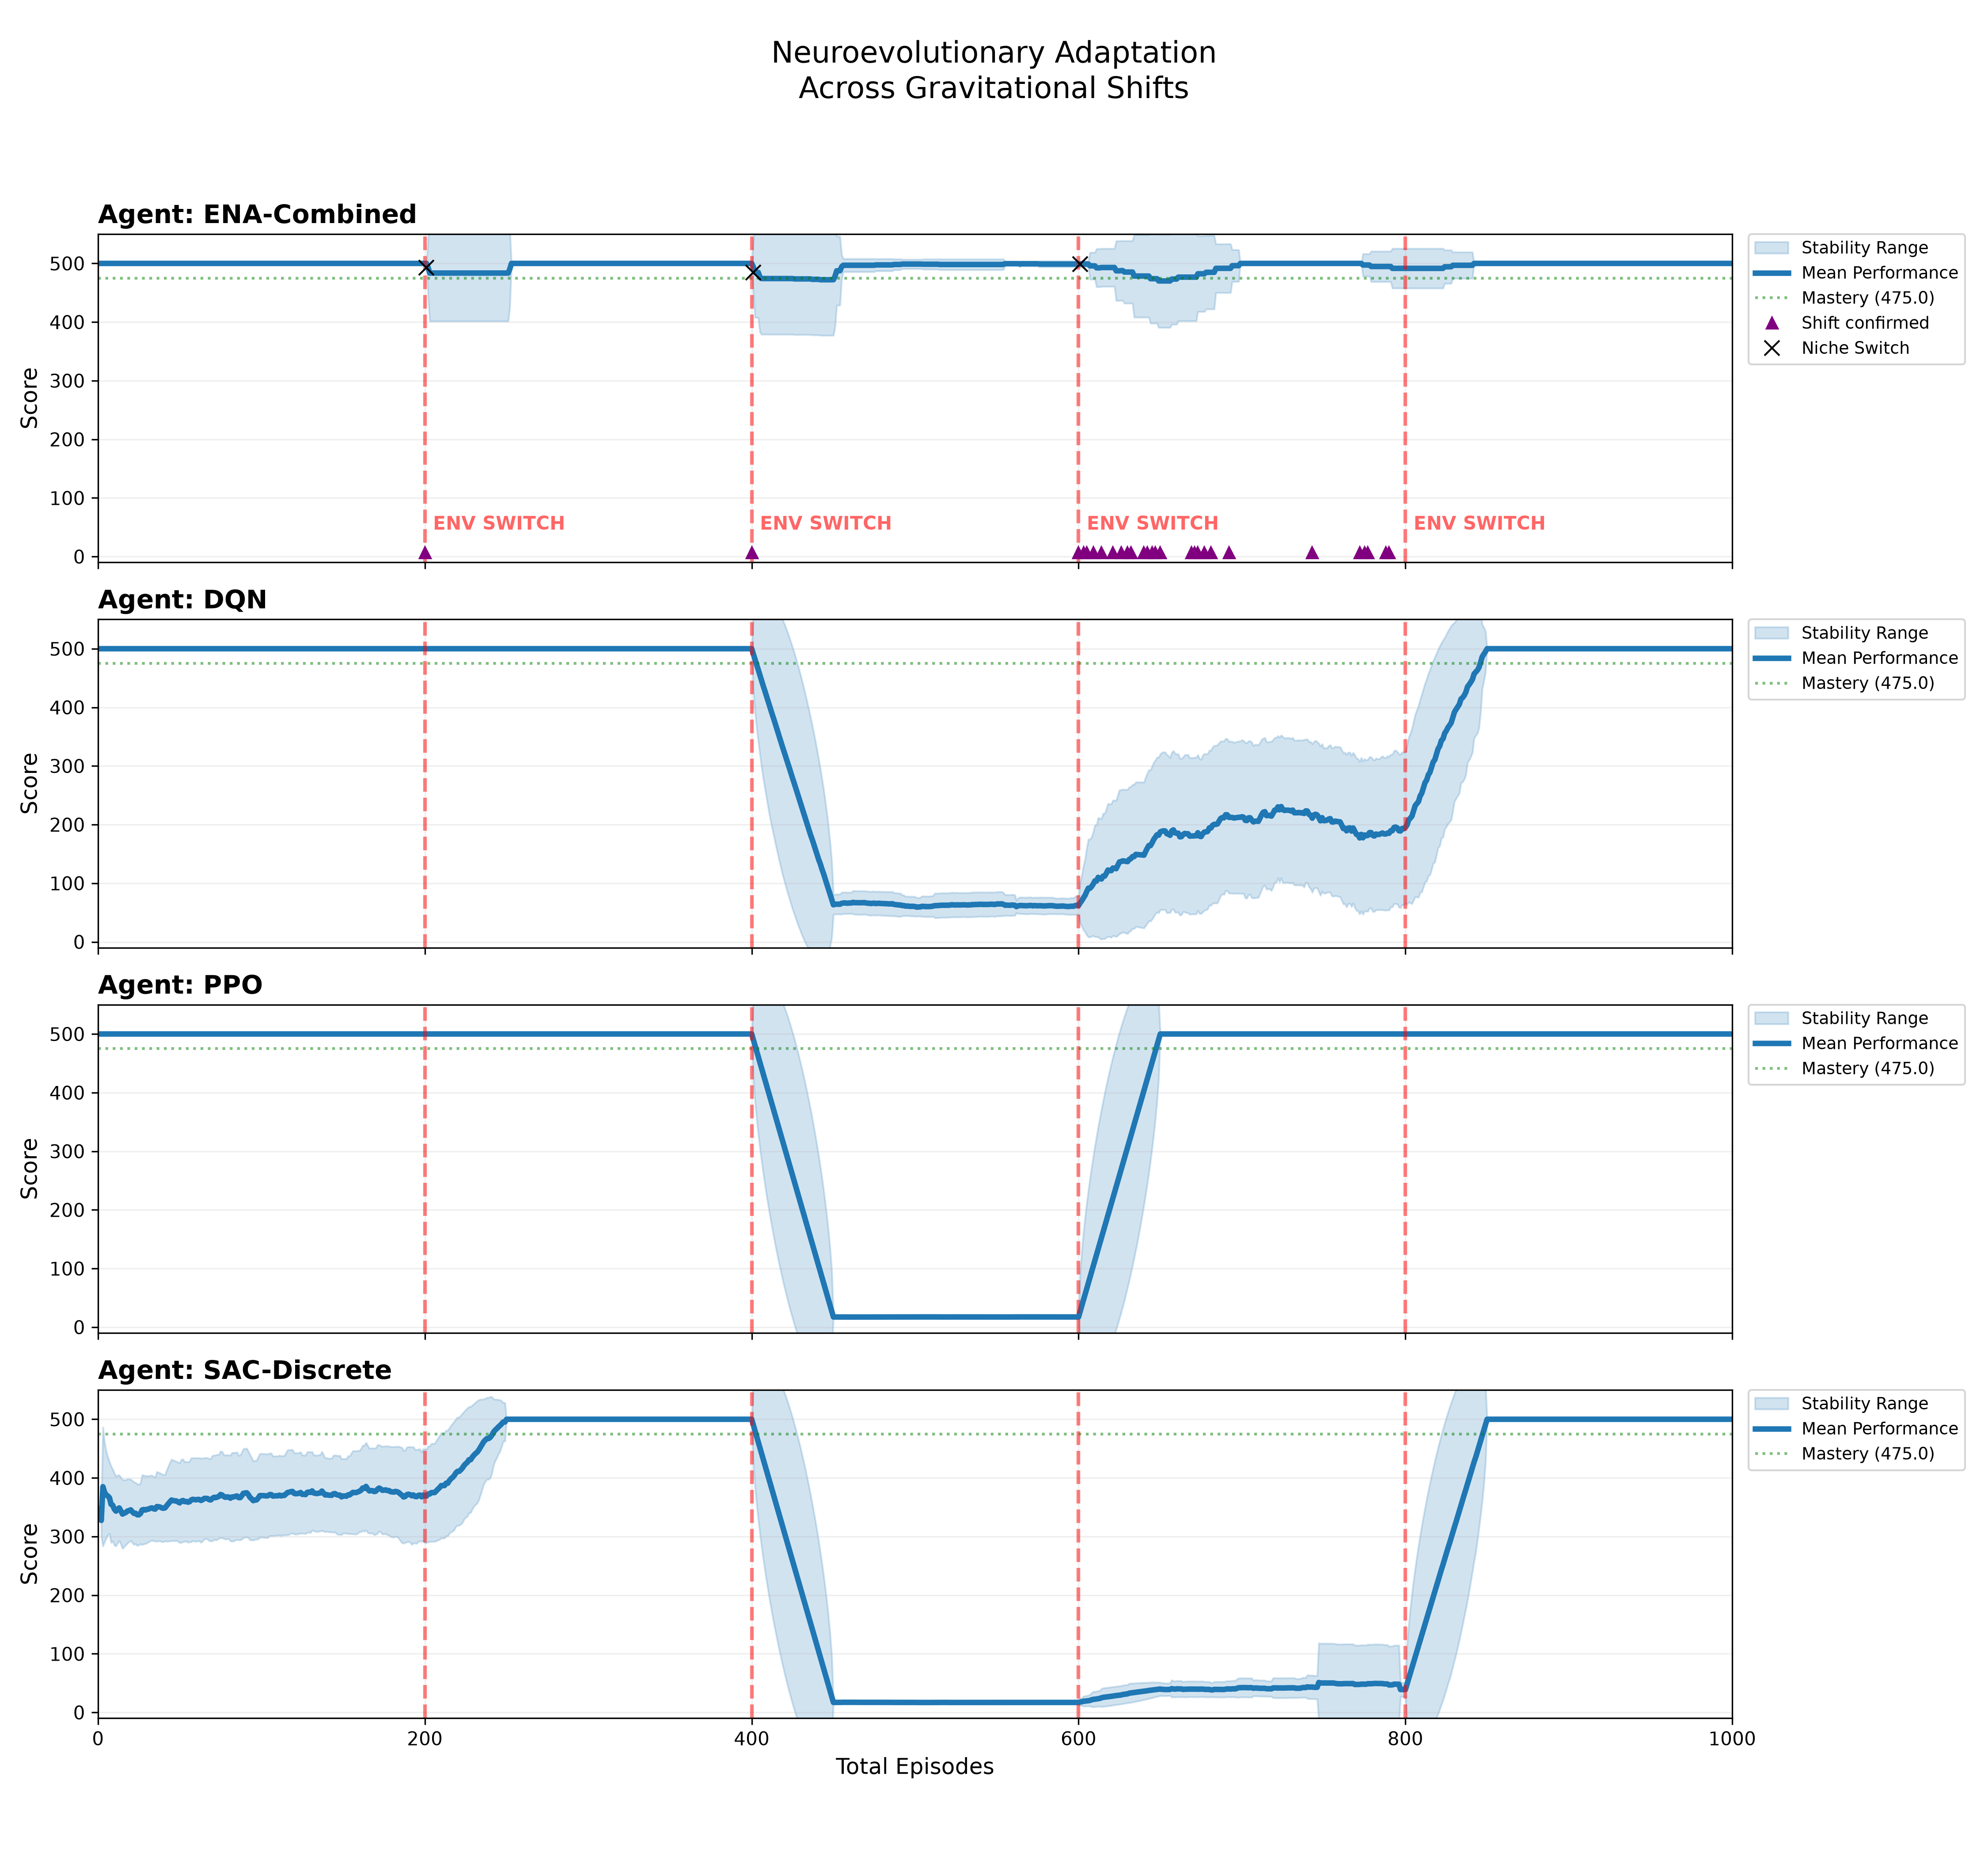 Neuroevolutionary Adaptation
Across Gravitational Shifts
Agent: ENA-Combined
Score
500
400
300
200
100
0
ENV SWITCH
ENV SWITCH
ENV SWITCH
ENV SWITCH
Stability Range
Mean Performance
Mastery (475.0)
Shift confirmed
Niche Switch
Agent: DQN
Score
500
400
300
200
100
0
Stability Range
Mean Performance
Mastery (475.0)
Agent: PPO
Score
500
400
300
200
100
0
Stability Range
Mean Performance
Mastery (475.0)
Agent: SAC-Discrete
Score
500
400
300
200
100
0
Stability Range
Mean Performance
Mastery (475.0)
0 200 400 600 800 1000
Total Episodes